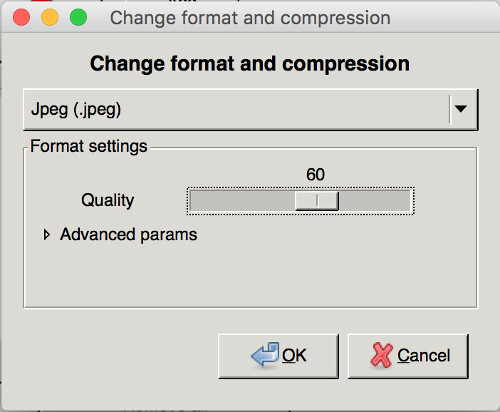 Change format and compression
Change format and compression
Jpeg (.jpeg)
Format settings
60
Quality
Advanced params
OK
Cancel